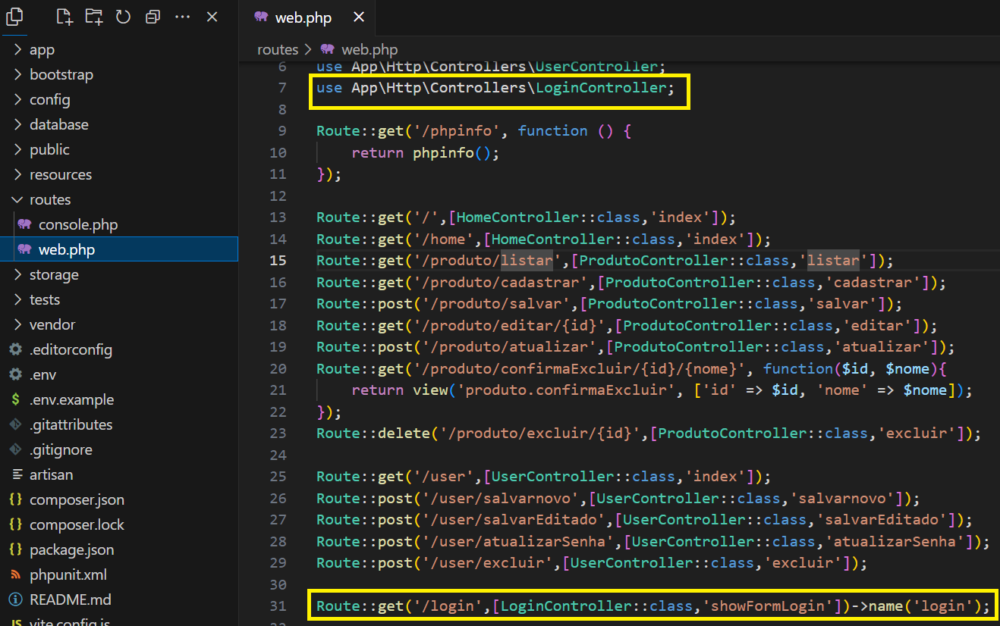 web.php
app
bootstrap
config
database
public
resources
routes
console.php
web.php
storage
tests
vendor
.editorconfig
.env
$ .env.example
.gitattributes
.gitignore
artisan
{} composer.json
{} composer.lock
{} package.json
phpunit.xml
README.md
JS vite.config.js
routes > web.php
6 use App\Http\Controllers\UserController;
7 use App\Http\Controllers\LoginController;
8
9 Route::get('/phpinfo', function () {
10     return phpinfo();
11 });
12
13 Route::get('/',[HomeController::class,'index']);
14 Route::get('/home',[HomeController::class,'index']);
15 Route::get('/produto/listar',[ProdutoController::class,'listar']);
16 Route::get('/produto/cadastrar',[ProdutoController::class,'cadastrar']);
17 Route::post('/produto/salvar',[ProdutoController::class,'salvar']);
18 Route::get('/produto/editar/{id}',[ProdutoController::class,'editar']);
19 Route::post('/produto/atualizar',[ProdutoController::class,'atualizar']);
20 Route::get('/produto/confirmaExcluir/{id}/{nome}', function($id, $nome){
21     return view('produto.confirmaExcluir', ['id' => $id, 'nome' => $nome]);
22 });
23 Route::delete('/produto/excluir/{id}',[ProdutoController::class,'excluir']);
24
25 Route::get('/user',[UserController::class,'index']);
26 Route::post('/user/salvarnovo',[UserController::class,'salvarnovo']);
27 Route::post('/user/salvarEditado',[UserController::class,'salvarEditado']);
28 Route::post('/user/atualizarSenha',[UserController::class,'atualizarSenha']);
29 Route::post('/user/excluir',[UserController::class,'excluir']);
30
31 Route::get('/login',[LoginController::class,'showFormLogin'])->name('login');